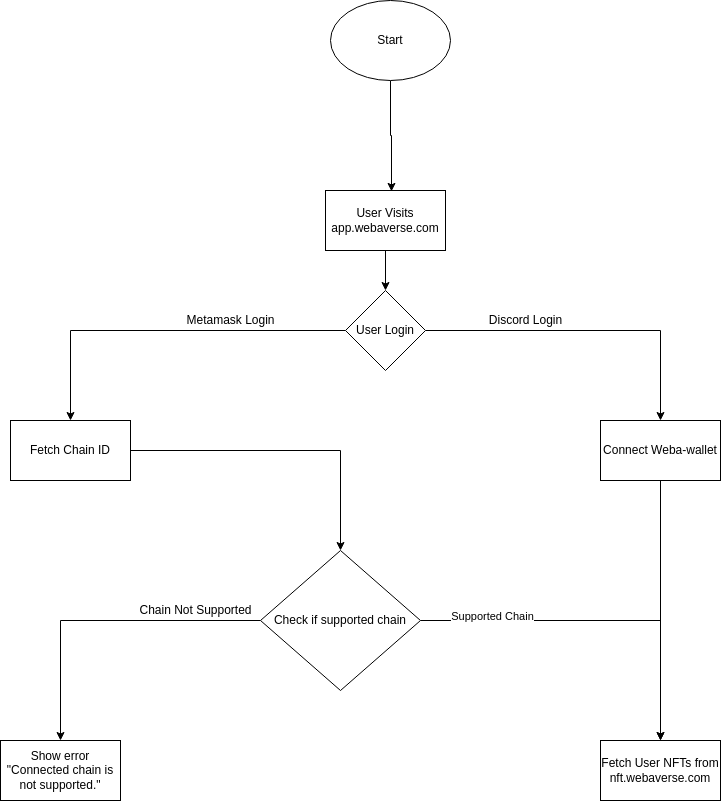 Start
User Visits
app.webaverse.com
Metamask Login
Discord Login
User Login
Fetch Chain ID
Connect Weba-wallet
Chain Not Supported
Check if supported chain
Supported Chain
Show error
"Connected chain is
not supported."
Fetch User NFTs from
nft.webaverse.com